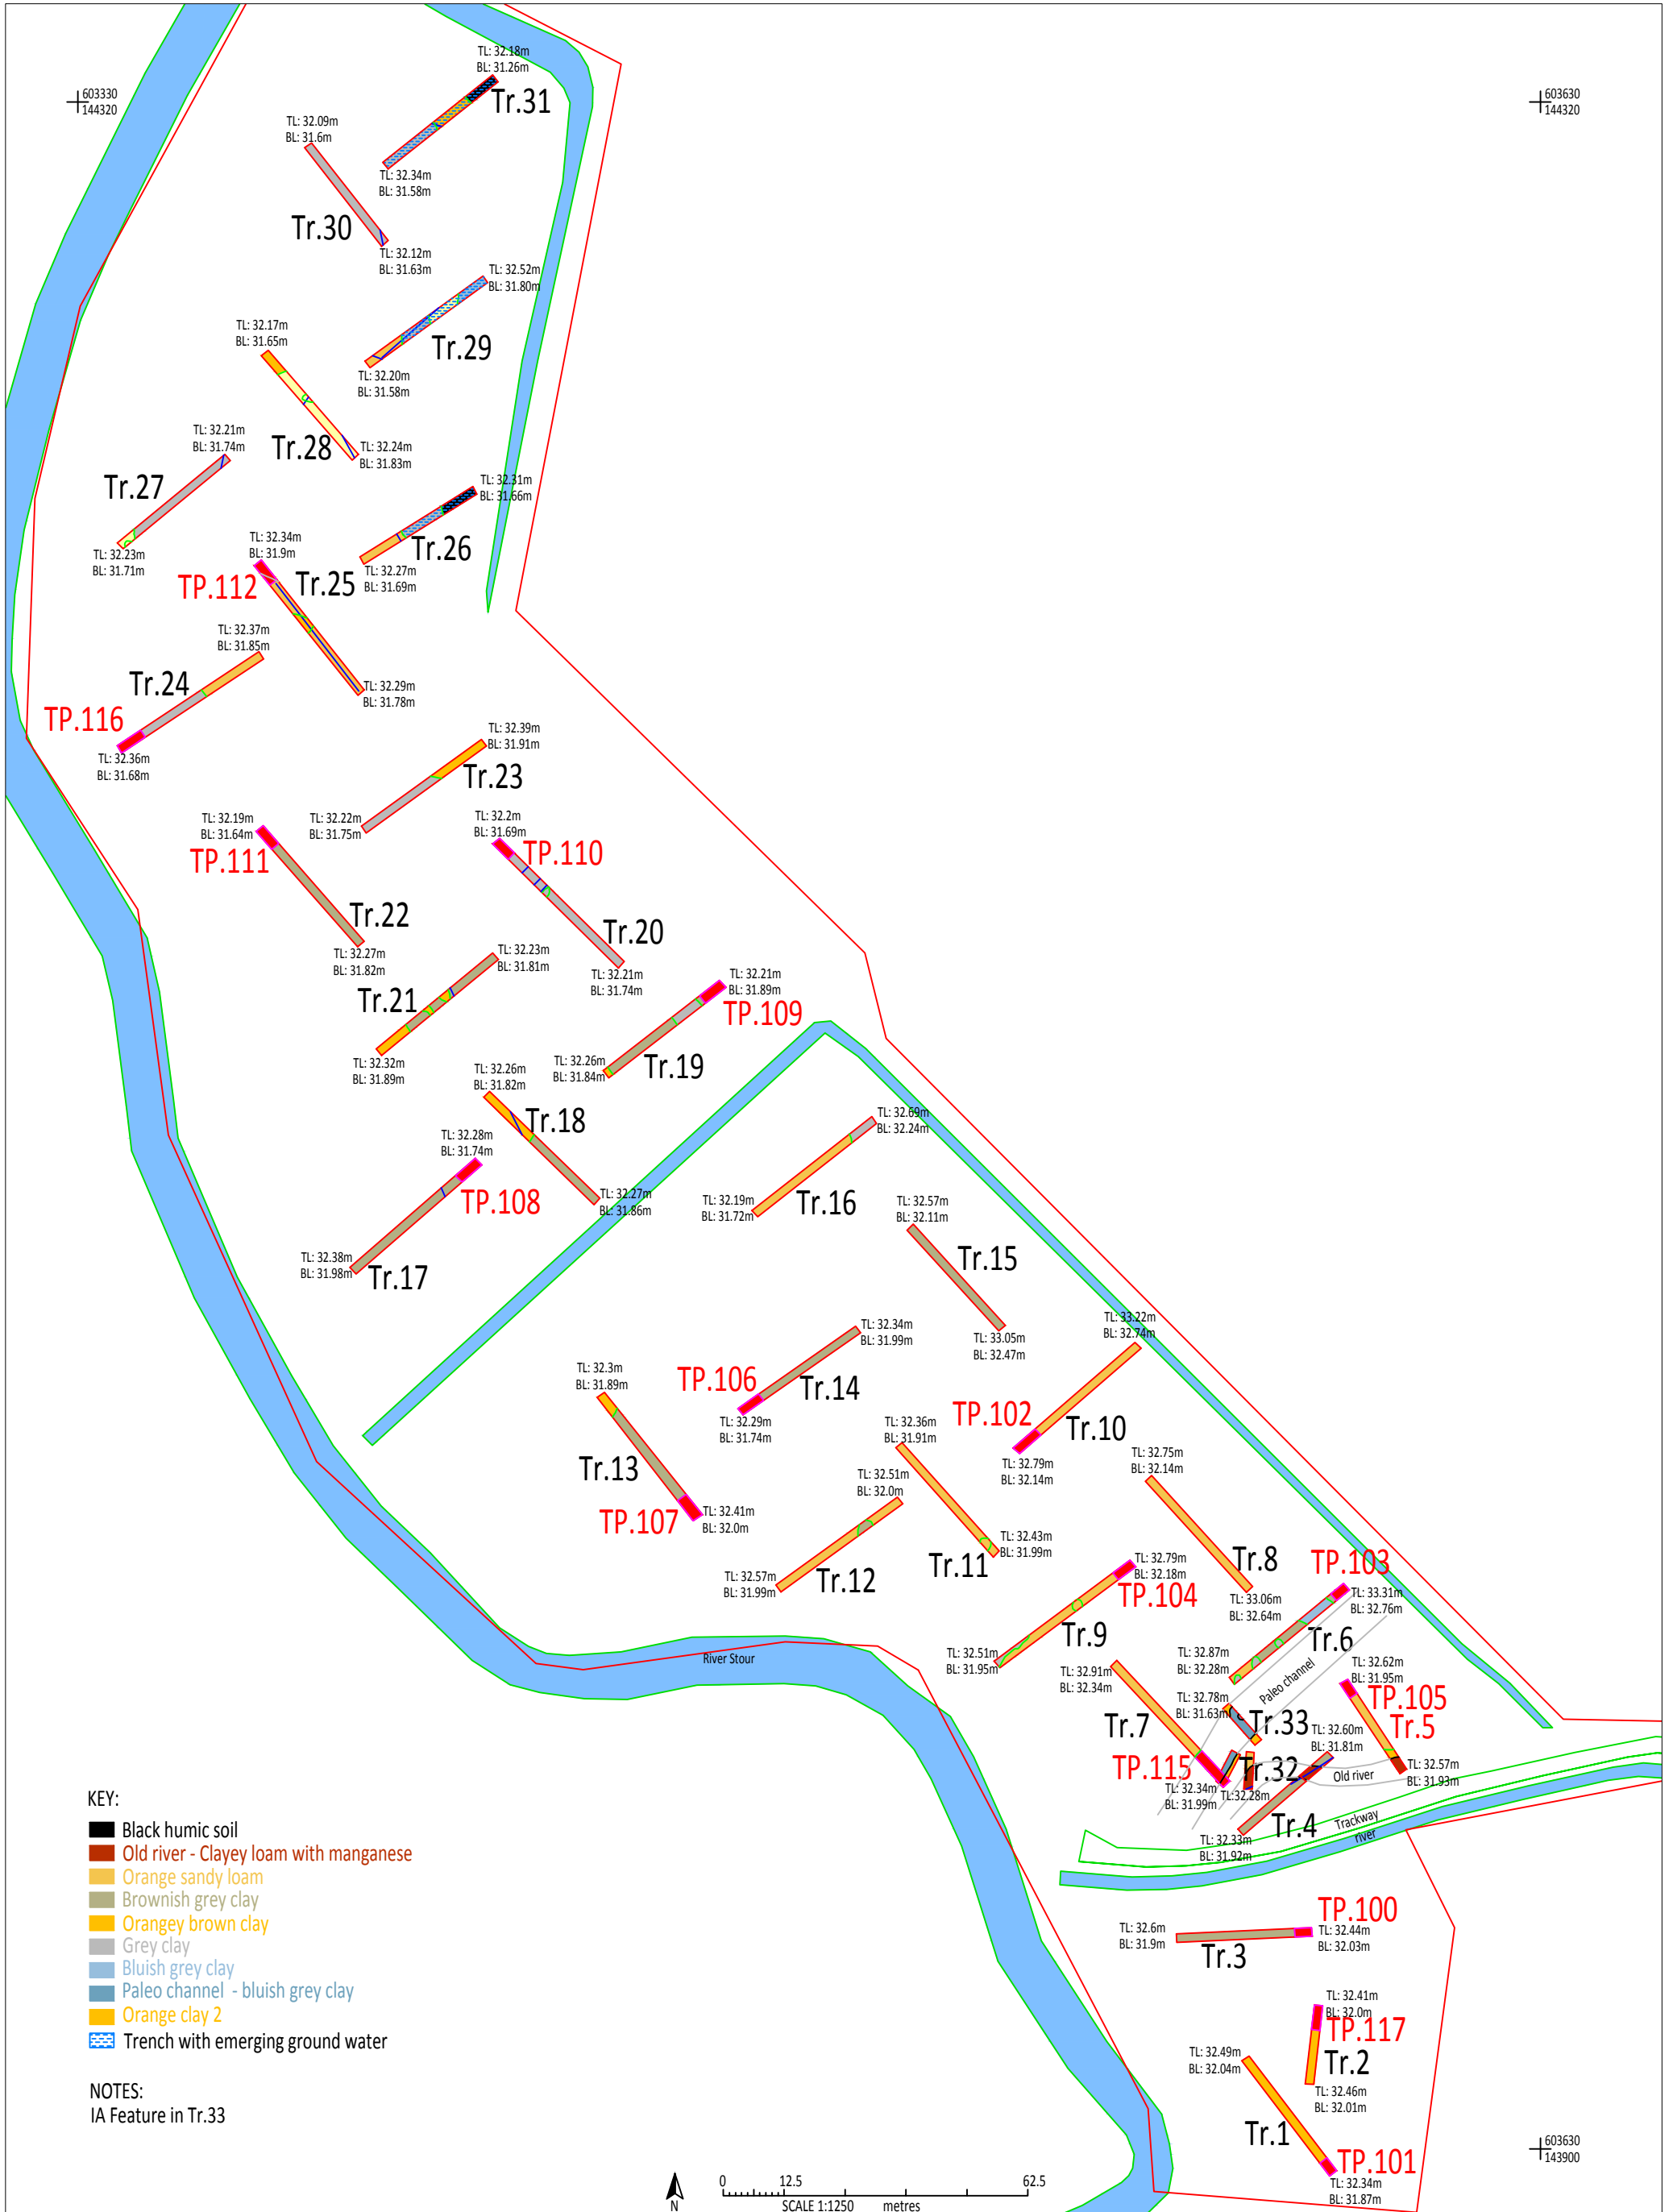 603330
144320
603630
144320
TL: 32.18m
BL: 31.26m
Tr.31
TL: 32.34m
BL: 31.58m
TL: 32.09m
BL: 31.6m
Tr.30
TL: 32.12m
BL: 31.63m
TL: 32.52m
BL: 31.80m
Tr.29
TL: 32.20m
BL: 31.58m
TL: 32.17m
BL: 31.65m
Tr.28
TL: 32.24m
BL: 31.83m
TL: 32.21m
BL: 31.74m
Tr.27
TL: 32.23m
BL: 31.71m
TL: 32.31m
BL: 31.66m
Tr.26
TL: 32.27m
BL: 31.69m
TL: 32.34m
BL: 31.9m
TP.112
Tr.25
TL: 32.29m
BL: 31.78m
TL: 32.37m
BL: 31.85m
Tr.24
TP.116
TL: 32.36m
BL: 31.68m
TL: 32.39m
BL: 31.91m
Tr.23
TL: 32.22m
BL: 31.75m
TL: 32.19m
BL: 31.64m
TP.111
Tr.22
TL: 32.27m
BL: 31.82m
TL: 32.2m
BL: 31.69m
TP.110
Tr.20
TL: 32.21m
BL: 31.74m
TL: 32.23m
BL: 31.81m
Tr.21
TL: 32.32m
BL: 31.89m
TL: 32.21m
BL: 31.89m
TP.109
Tr.19
TL: 32.26m
BL: 31.84m
TL: 32.26m
BL: 31.82m
Tr.18
TL: 32.27m
BL: 31.86m
TL: 32.28m
BL: 31.74m
TP.108
Tr.17
TL: 32.38m
BL: 31.98m
TL: 32.69m
BL: 32.24m
Tr.16
TL: 32.19m
BL: 31.72m
TL: 32.57m
BL: 32.11m
Tr.15
TL: 33.05m
BL: 32.47m
TL: 32.34m
BL: 31.99m
TP.106
Tr.14
TL: 32.29m
BL: 31.74m
TL: 32.3m
BL: 31.89m
Tr.13
TP.107
TL: 32.41m
BL: 32.0m
TL: 33.22m
BL: 32.74m
TP.102
Tr.10
TL: 32.79m
BL: 32.14m
TL: 32.36m
BL: 31.91m
Tr.11
TL: 32.43m
BL: 31.99m
TL: 32.51m
BL: 32.0m
Tr.12
TL: 32.57m
BL: 31.99m
TL: 32.75m
BL: 32.14m
Tr.8
TL: 33.06m
BL: 32.64m
TL: 32.79m
BL: 32.18m
TP.104
Tr.9
TL: 32.51m
BL: 31.95m
TP.103
TL: 33.31m
BL: 32.76m
Tr.6
TL: 32.87m
BL: 32.28m
Paleo channel
TL: 32.91m
BL: 32.34m
Tr.7
TP.115
TL: 32.34m
BL: 31.99m
TL: 32.78m
BL: 31.63m
Tr.33
Tr.32
TL:32.28m
TL: 32.62m
BL: 31.95m
TP.105
Tr.5
TL: 32.57m
BL: 31.93m
TL: 32.60m
BL: 31.81m
Old river
Tr.4
TL: 32.33m
BL: 31.92m
Trackway
river
River Stour
TP.100
TL: 32.6m
BL: 31.9m
Tr.3
TL: 32.44m
BL: 32.03m
TL: 32.41m
BL: 32.0m
TP.117
Tr.2
TL: 32.46m
BL: 32.01m
TL: 32.49m
BL: 32.04m
Tr.1
TP.101
TL: 32.34m
BL: 31.87m
603630
143900
KEY:
Black humic soil
Old river - Clayey loam with manganese
Orange sandy loam
Brownish grey clay
Orangey brown clay
Grey clay
Bluish grey clay
Paleo channel - bluish grey clay
Orange clay 2
Trench with emerging ground water
NOTES:
IA Feature in Tr.33
N
0 12.5 62.5
SCALE 1:1250 metres